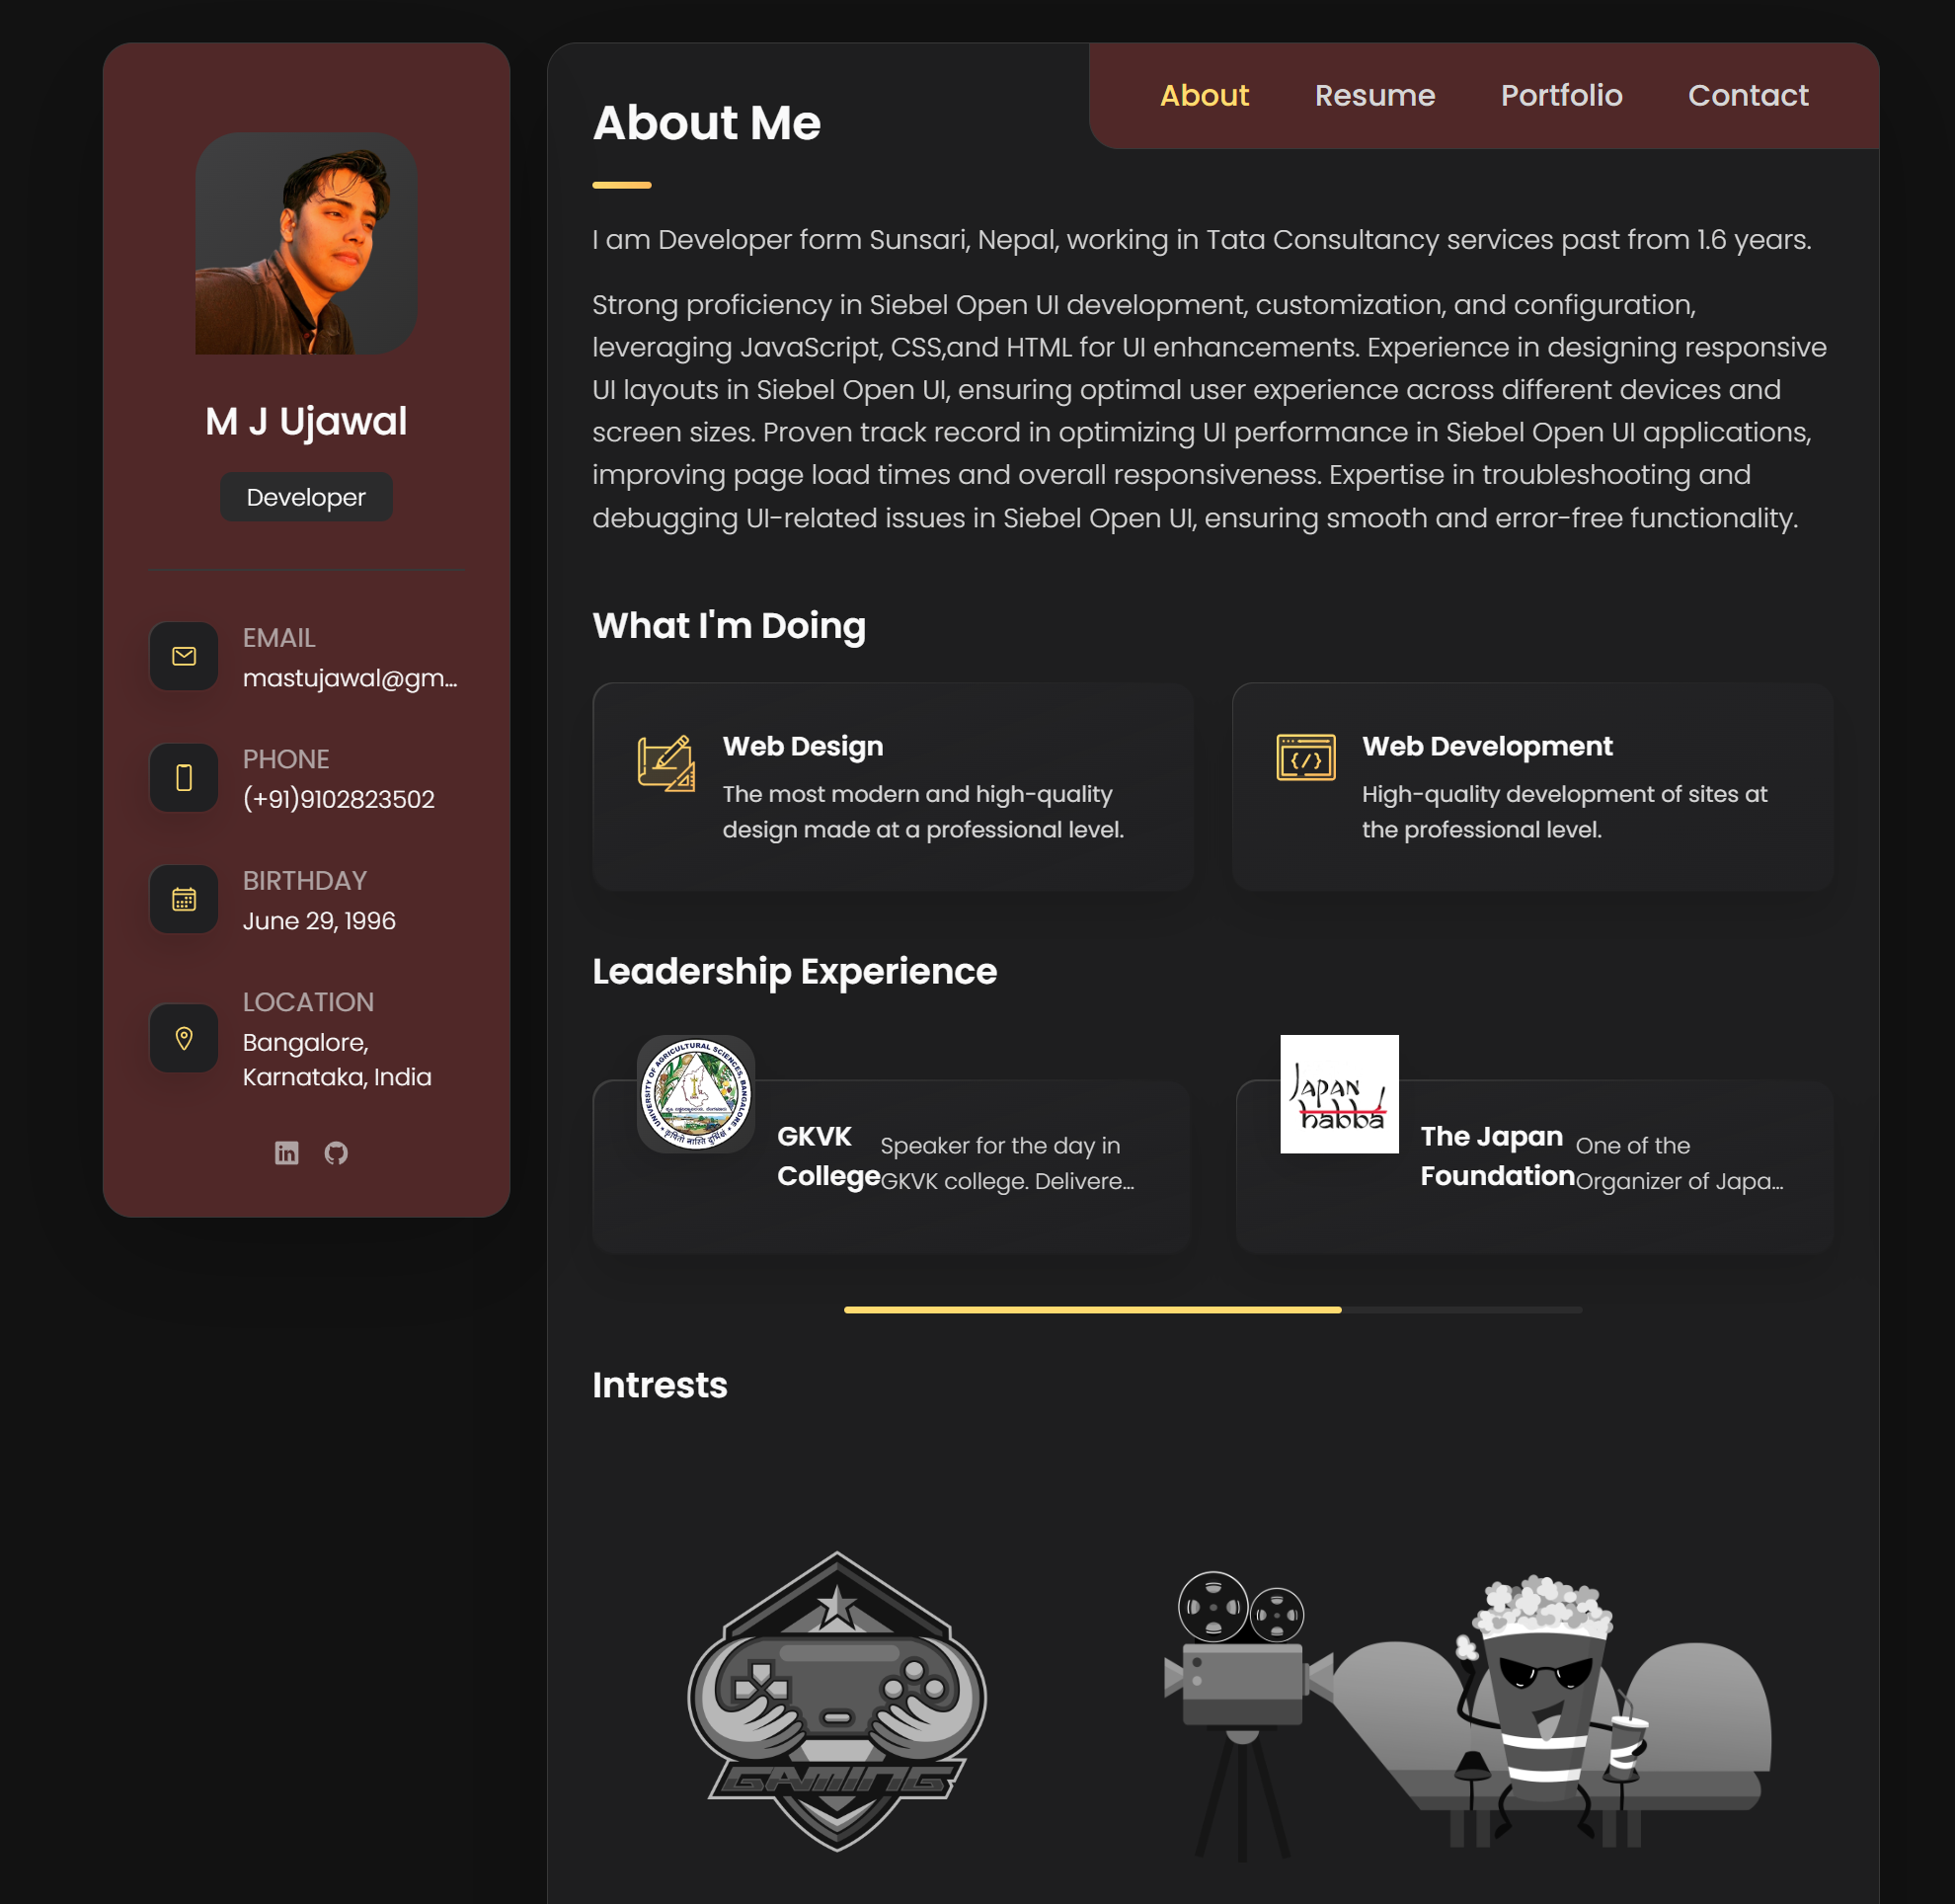 M J Ujawal
Developer
EMAIL
mastujawal@gm...
PHONE
(+91)9102823502
BIRTHDAY
June 29, 1996
LOCATION
Bangalore,
Karnataka, India
About Resume Portfolio Contact
About Me
I am Developer form Sunsari, Nepal, working in Tata Consultancy services past from 1.6 years.
Strong proficiency in Siebel Open UI development, customization, and configuration,
leveraging JavaScript, CSS,and HTML for UI enhancements. Experience in designing responsive
UI layouts in Siebel Open UI, ensuring optimal user experience across different devices and
screen sizes. Proven track record in optimizing UI performance in Siebel Open UI applications,
improving page load times and overall responsiveness. Expertise in troubleshooting and
debugging UI-related issues in Siebel Open UI, ensuring smooth and error-free functionality.
What I'm Doing
Web Design
The most modern and high-quality
design made at a professional level.
Web Development
High-quality development of sites at
the professional level.
Leadership Experience
UNIVERSITY OF AGRICULTURAL SCIENCES, BANGALORE
GKVK
College
Speaker for the day in
GKVK college. Delivere...
Japan
habba
The Japan
Foundation
One of the
Organizer of Japa...
Intrests
GAMING